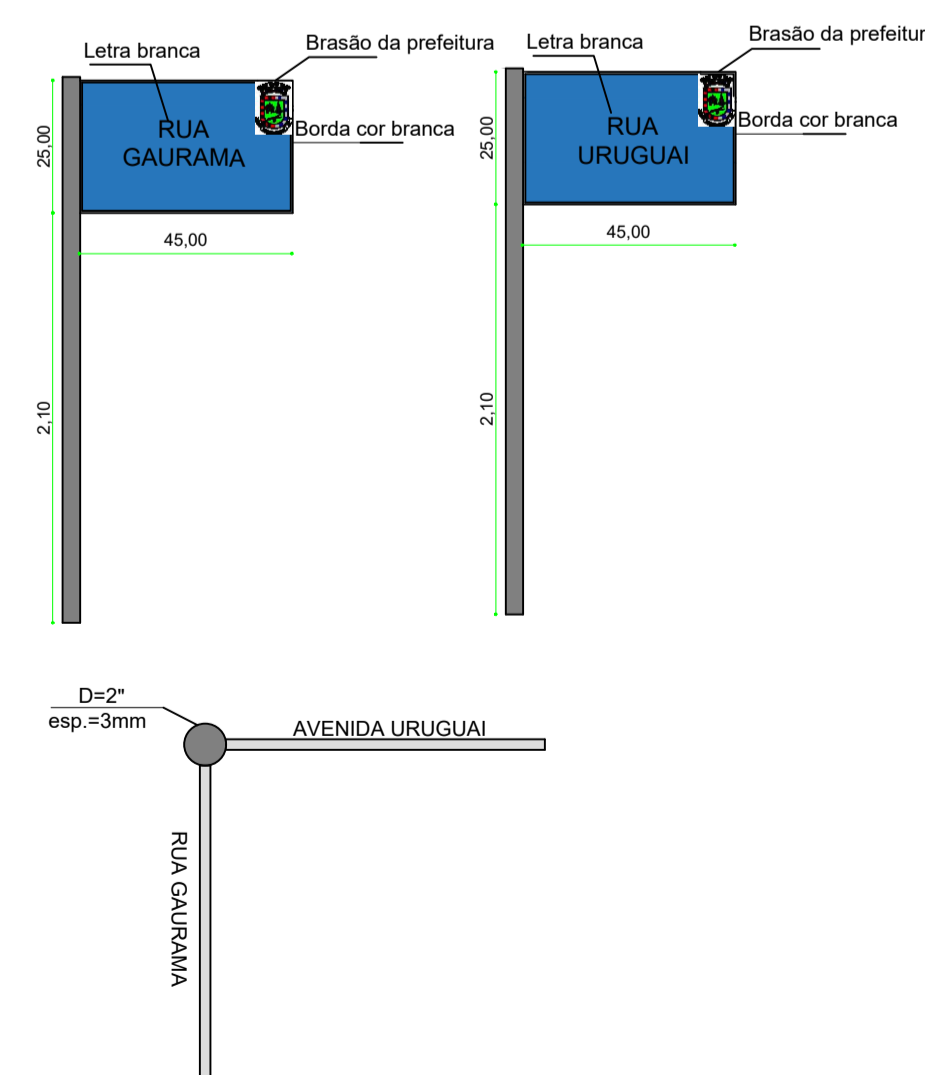 Letra branca
Brasão da prefeitura
RUA
GAURAMA
Borda cor branca
25,00
45,00
2,10
Letra branca
Brasão da prefeitur
RUA
URUGUAI
Borda cor branca
25,00
45,00
2,10
D=2"
esp.=3mm
AVENIDA URUGUAI
RUA GAURAMA